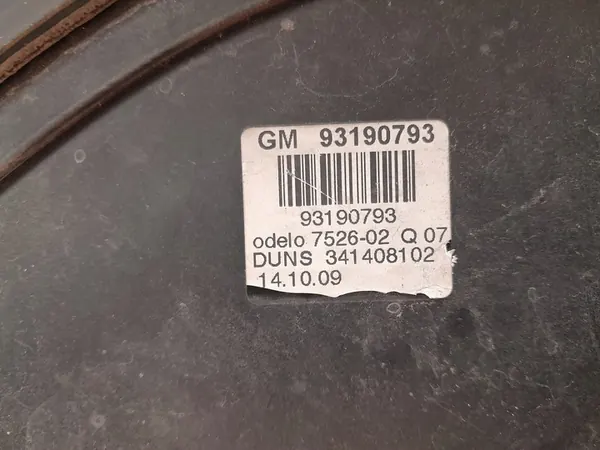 GM 93190793
93190793
odelo 7526-02 Q 07
DUNS 341408102
14.10.09